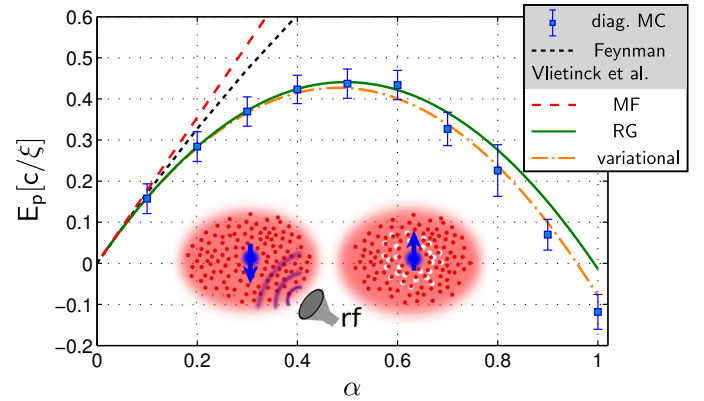 diag. MC
Feynman
Vlietinck et al.
MF
RG
variational
E_p[c/ξ]
0.6
0.5
0.4
0.3
0.2
0.1
0
-0.1
-0.2
rf
0 0.2 0.4 0.6 0.8 1
α